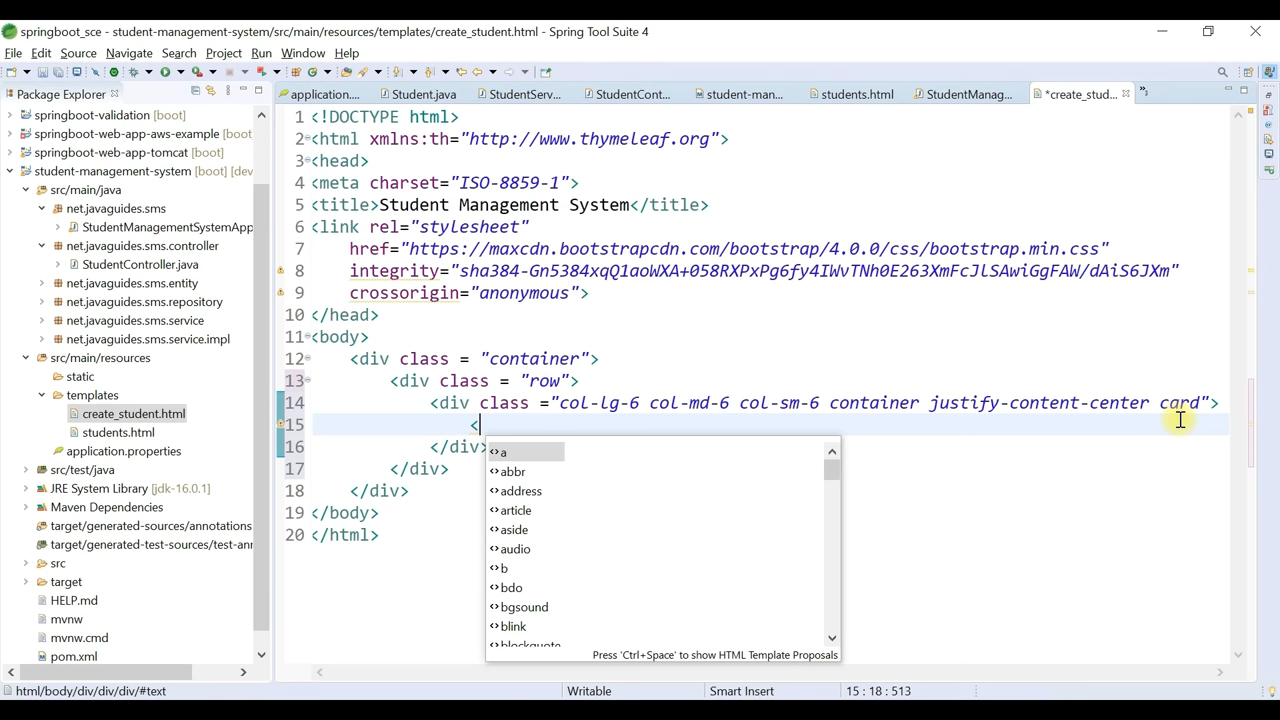 springboot_sce - student-management-system/src/main/resources/templates/create_student.html - Spring Tool Suite 4
File Edit Source Navigate Search Project Run Window Help
Package Explorer
application....
Student.java
StudentServ...
StudentCont...
student-man...
students.html
StudentManag...
*create_stud...
springboot-validation [boot]
springboot-web-app-aws-example [boot
springboot-web-app-tomcat [boot]
student-management-system [boot] [dev
src/main/java
net.javaguides.sms
StudentManagementSystemApp
net.javaguides.sms.controller
StudentController.java
net.javaguides.sms.entity
net.javaguides.sms.repository
net.javaguides.sms.service
net.javaguides.sms.service.impl
src/main/resources
static
templates
create_student.html
students.html
application.properties
src/test/java
JRE System Library [jdk-16.0.1]
Maven Dependencies
target/generated-sources/annotations
target/generated-test-sources/test-ann
src
target
HELP.md
mvnw
mvnw.cmd
pom.xml
1 <!DOCTYPE html>
2 <html xmlns:th="http://www.thymeleaf.org">
3 <head>
4 <meta charset="ISO-8859-1">
5 <title>Student Management System</title>
6 <link rel="stylesheet"
7 href="https://maxcdn.bootstrapcdn.com/bootstrap/4.0.0/css/bootstrap.min.css"
8 integrity="sha384-Gn5384xqQ1aoWXA+058RXPxPg6fy4IWvTNh0E263XmFcJlSAwiGgFAW/dAiS6JXm"
9 crossorigin="anonymous">
10 </head>
11 <body>
12 <div class = "container">
13 <div class = "row">
14 <div class ="col-lg-6 col-md-6 col-sm-6 container justify-content-center card">
15 <
16 </div>
17 </div>
18 </div>
19 </body>
20 </html>
a
abbr
address
article
aside
audio
b
bdo
bgsound
blink
blockquote
Press 'Ctrl+Space' to show HTML Template Proposals
html/body/div/div/div/#text
Writable
Smart Insert
15 : 18 : 513